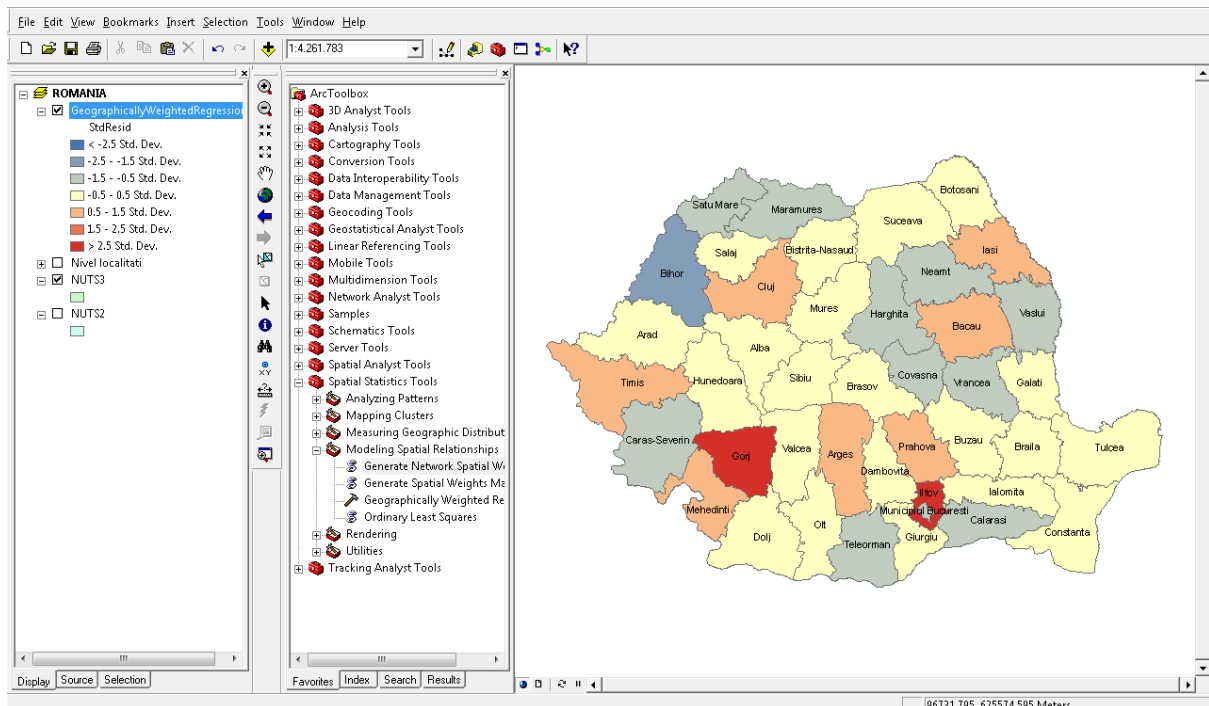 File Edit View Bookmarks Insert Selection Tools Window Help
1:4.261.783
ROMANIA
GeographicallyWeightedRegression
StdResid
< -2.5 Std. Dev.
-2.5 - -1.5 Std. Dev.
-1.5 - -0.5 Std. Dev.
-0.5 - 0.5 Std. Dev.
0.5 - 1.5 Std. Dev.
1.5 - 2.5 Std. Dev.
> 2.5 Std. Dev.
Nivel localitati
NUTS3
NUTS2
Display Source Selection
ArcToolbox
3D Analyst Tools
Analysis Tools
Cartography Tools
Conversion Tools
Data Interoperability Tools
Data Management Tools
Geocoding Tools
Geostatistical Analyst Tools
Linear Referencing Tools
Mobile Tools
Multidimension Tools
Network Analyst Tools
Samples
Schematics Tools
Server Tools
Spatial Analyst Tools
Spatial Statistics Tools
Analyzing Patterns
Mapping Clusters
Measuring Geographic Distribut
Modeling Spatial Relationships
Generate Network Spatial W
Generate Spatial Weights Ma
Geographically Weighted Re
Ordinary Least Squares
Rendering
Utilities
Tracking Analyst Tools
Favorites Index Search Results
Botosani
Satu Mare
Maramures
Suceava
Salaj
Bistrita-Nasaud
Iasi
Bihor
Cluj
Neamt
Mures
Harghita
Vaslui
Bacau
Arad
Alba
Timis
Hunedoara
Sibiu
Brasov
Covasna
Vrancea
Galati
Caras-Severin
Gorj
Valcea
Arges
Prahova
Buzau
Braila
Tulcea
Dambovita
Ilfov
Ialomita
Mehedinti
Municipiul Bucuresti
Calarasi
Olt
Dolj
Teleorman
Giurgiu
Constanta
96731,795 625574,595 Meters